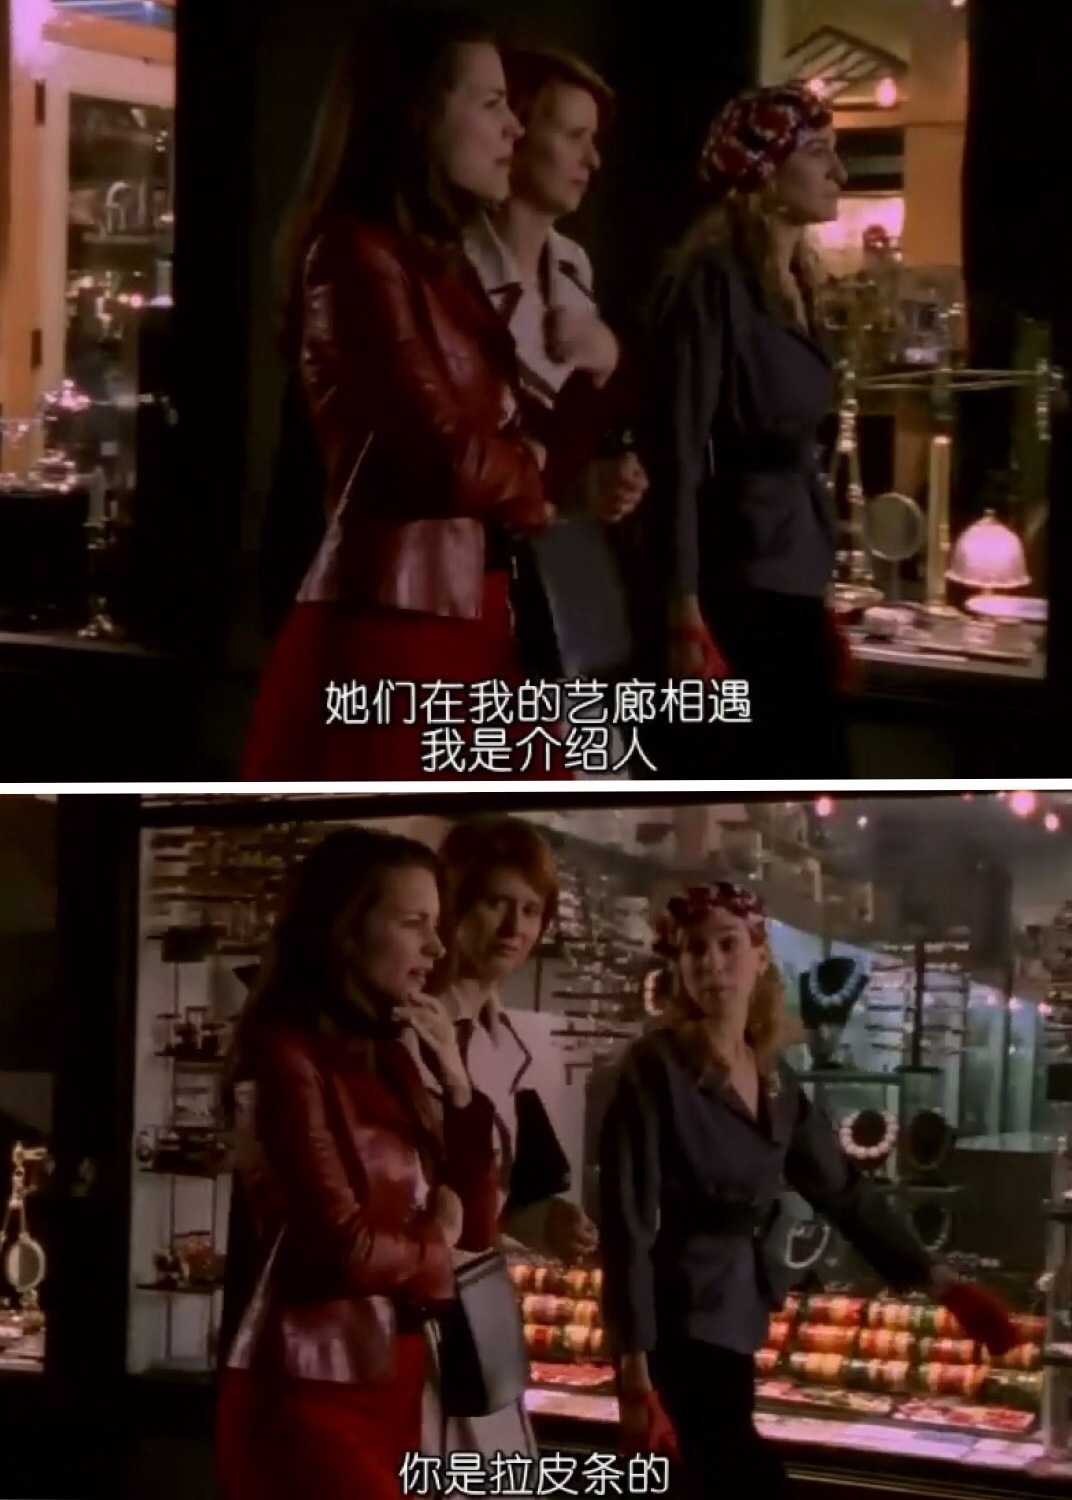 她们在我的艺廊相遇
我是介绍人
你是拉皮条的